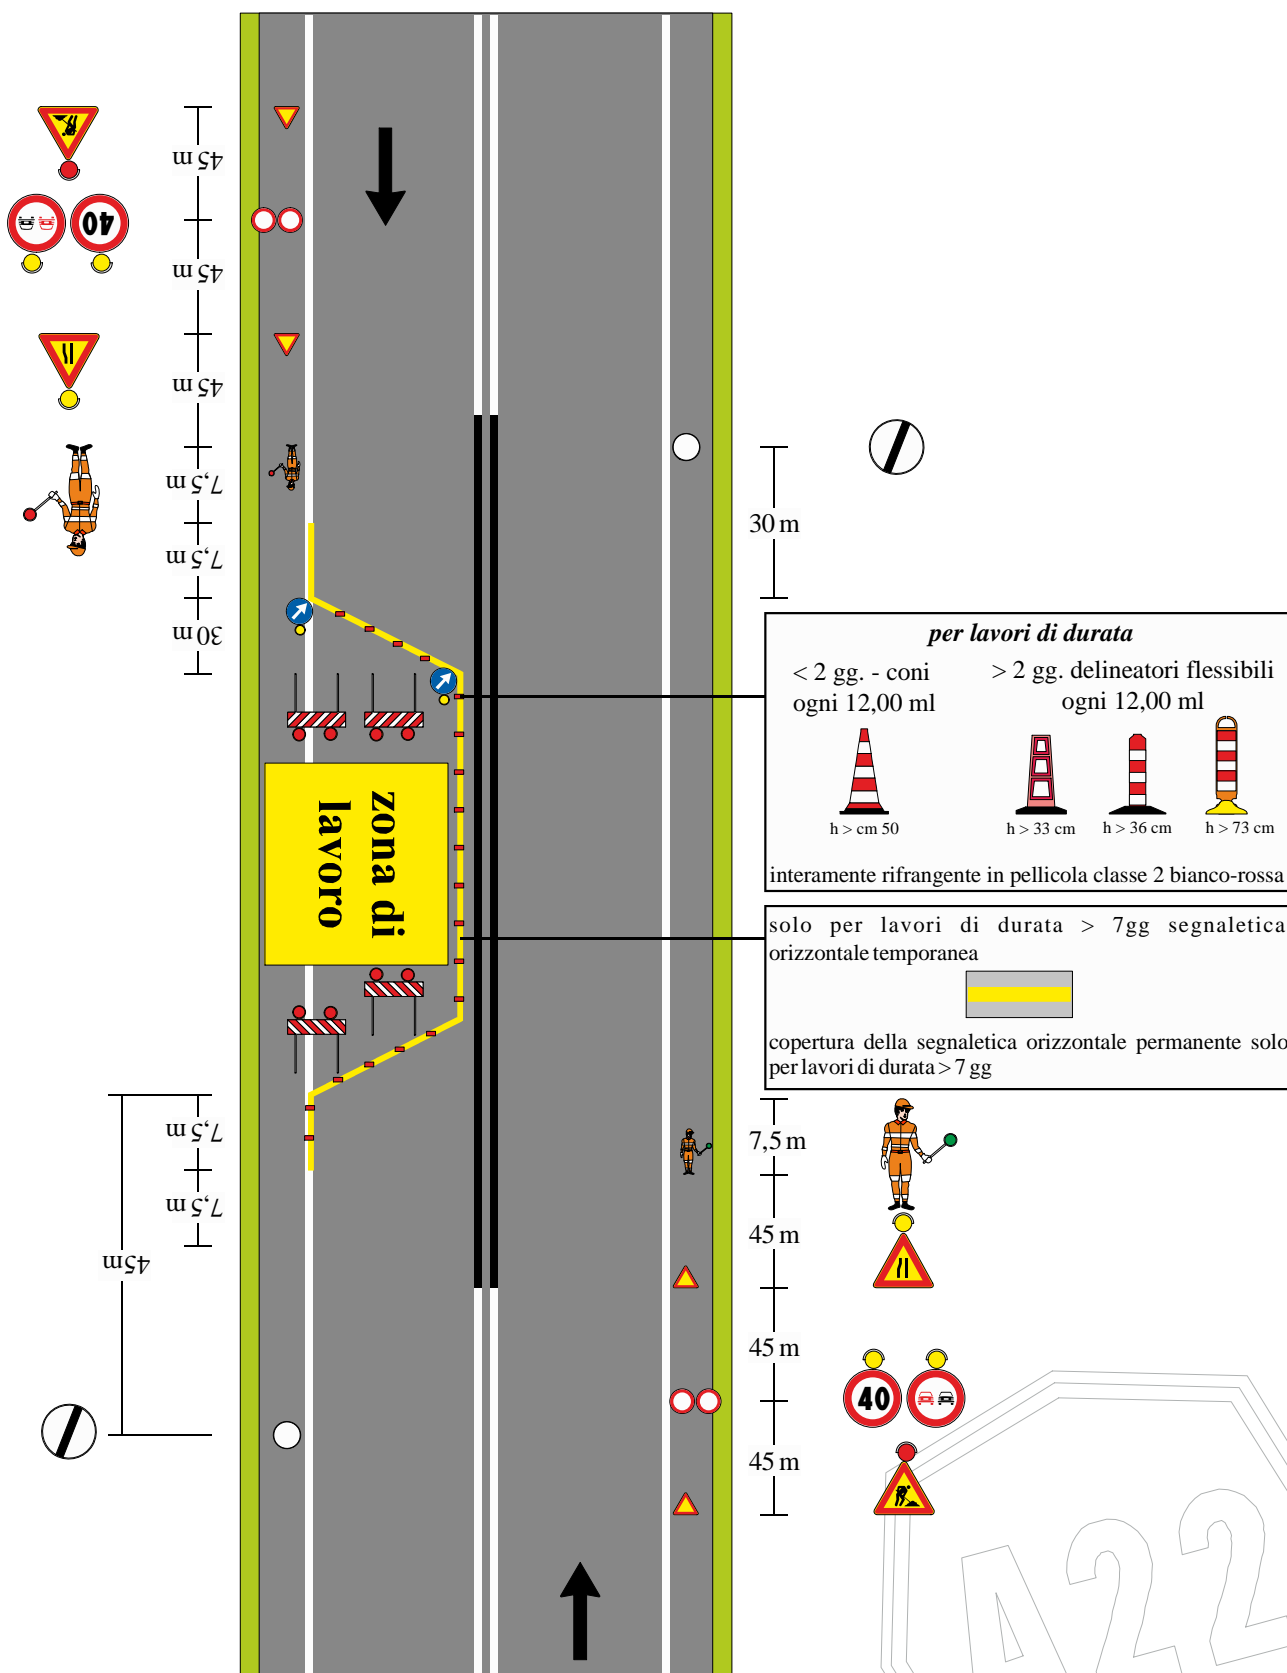 45 m
40
45 m
45 m
7,5 m
7,5 m
30 m
30 m
per lavori di durata
< 2 gg. - coni
ogni 12,00 ml
> 2 gg. delineatori flessibili
ogni 12,00 ml
h > cm 50
h > 33 cm
h > 36 cm
h > 73 cm
interamente rifrangente in pellicola classe 2 bianco-rossa
zona di
lavoro
solo per lavori di durata > 7gg segnaletica
orizzontale temporanea
copertura della segnaletica orizzontale permanente solo
per lavori di durata > 7 gg
7,5 m
7,5 m
45m
7,5 m
45 m
45 m
40
45 m
A22